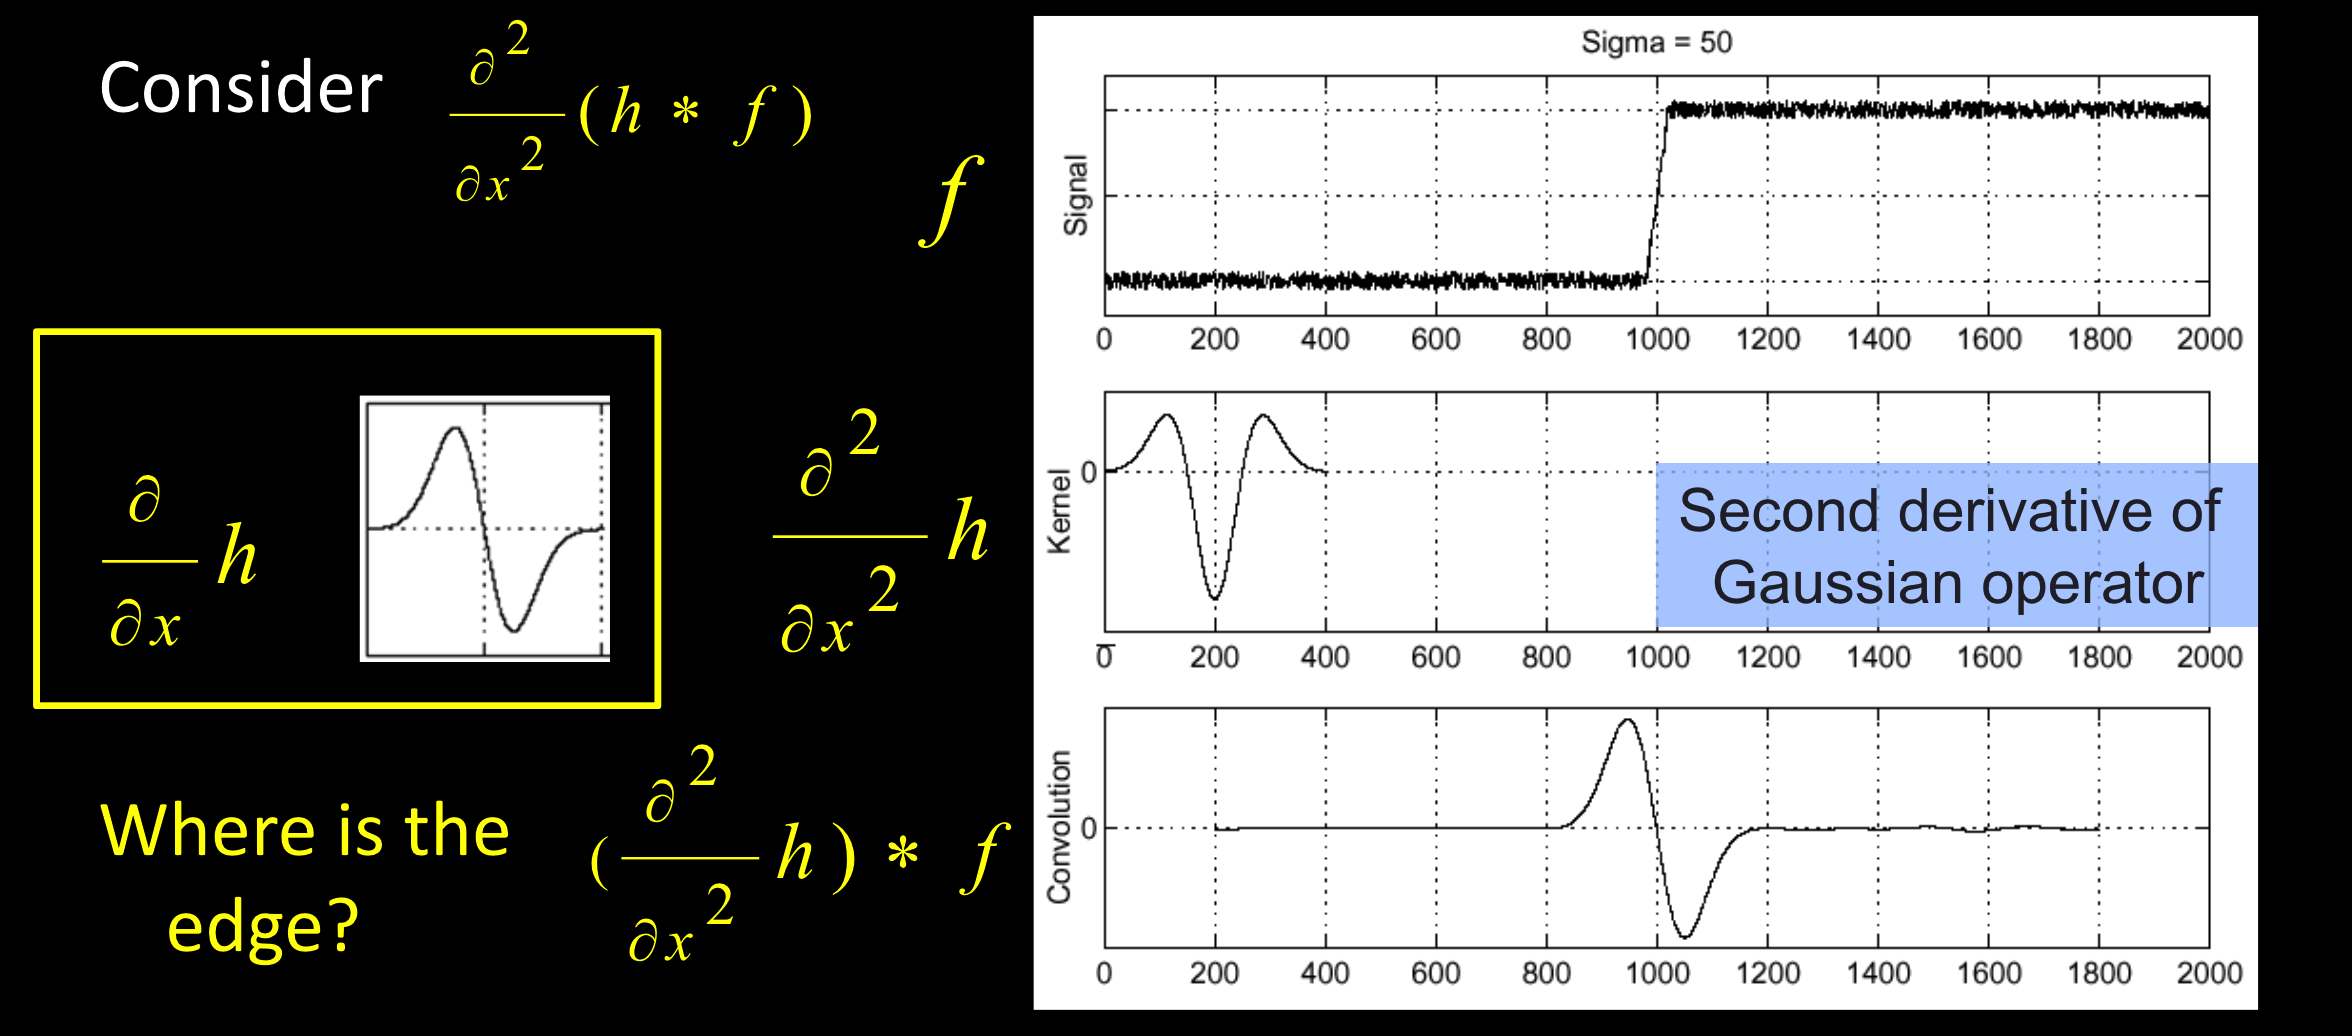 Consider ∂²/∂x² (h * f)
f
∂/∂x h
∂²/∂x² h
Where is the
edge?
(∂²/∂x² h) * f
Sigma = 50
Signal
0 200 400 600 800 1000 1200 1400 1600 1800 2000
Kernel
0
Second derivative of
Gaussian operator
0 200 400 600 800 1000 1200 1400 1600 1800 2000
Convolution
0
0 200 400 600 800 1000 1200 1400 1600 1800 2000